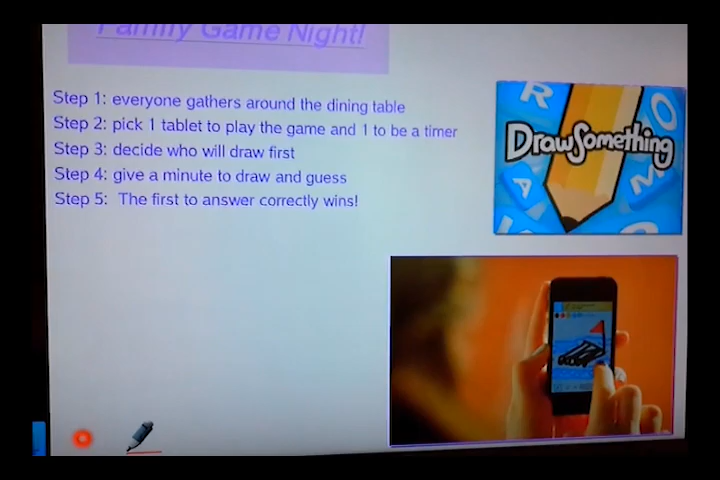 Family Game Night!
Step 1: everyone gathers around the dining table
Step 2: pick 1 tablet to play the game and 1 to be a timer
Step 3: decide who will draw first
Step 4: give a minute to draw and guess
Step 5: The first to answer correctly wins!
R
O
DrawSomething
A
M